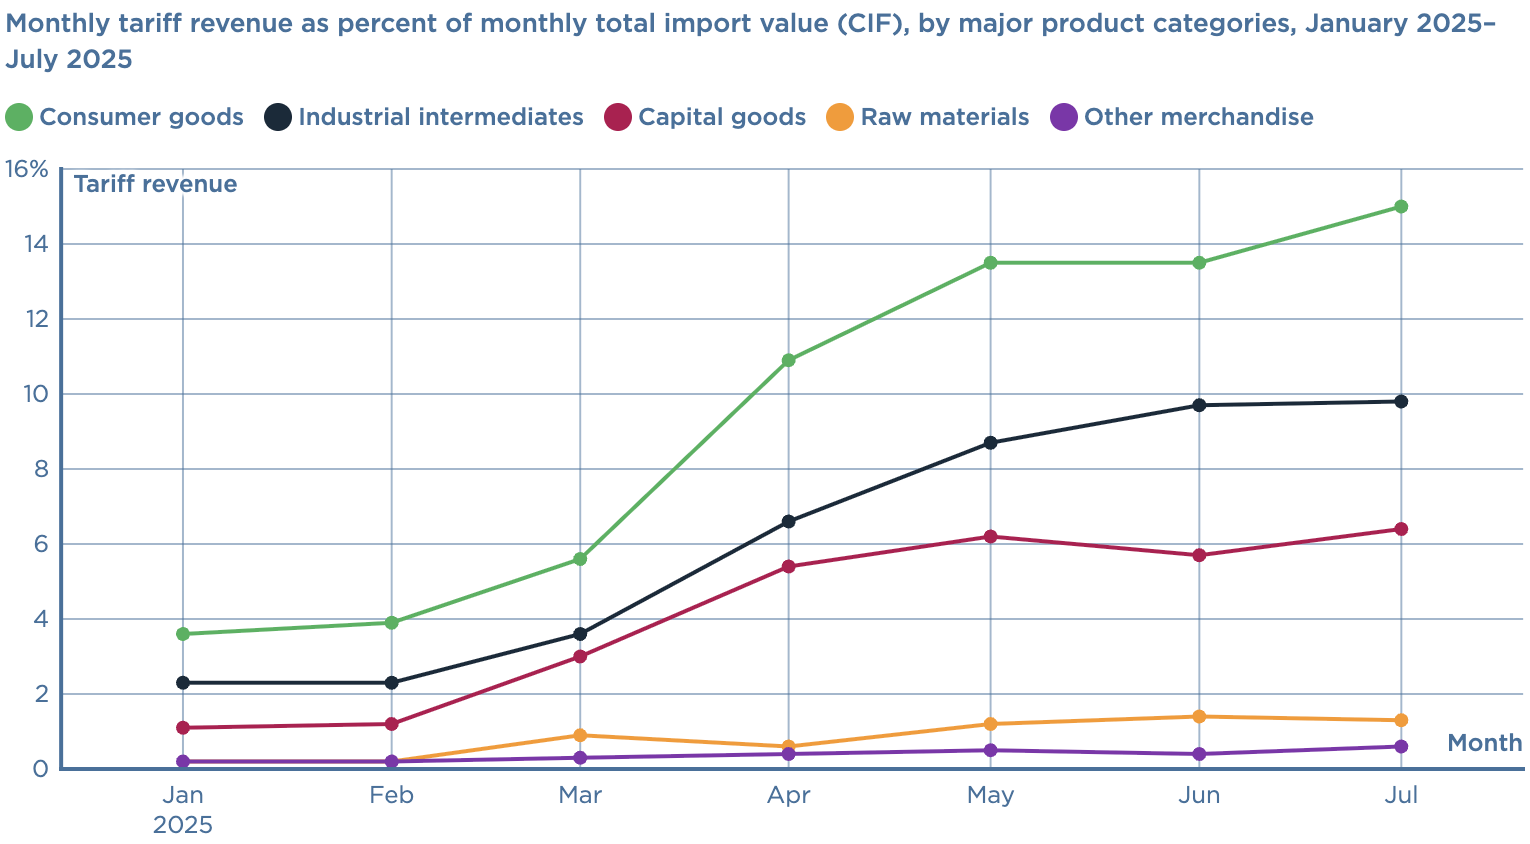 Monthly tariff revenue as percent of monthly total import value (CIF), by major product categories, January 2025–
July 2025
Consumer goods Industrial intermediates Capital goods Raw materials Other merchandise
16%
Tariff revenue
14
12
10
8
6
4
2
Month
0
Jan Feb Mar Apr May Jun Jul
2025